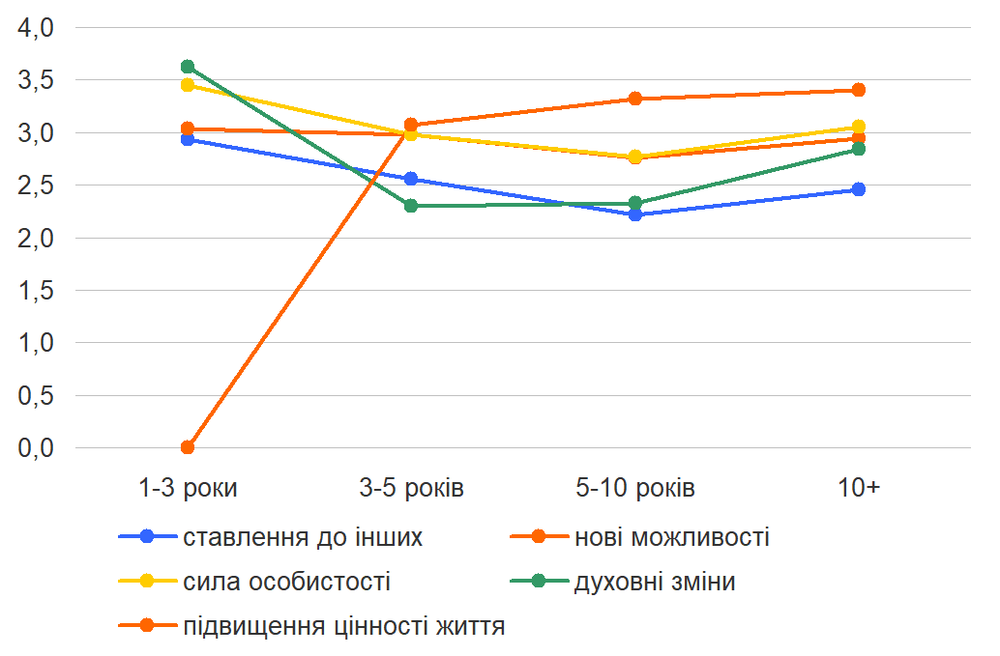 4,0
3,5
3,0
2,5
2,0
1,5
1,0
0,5
0,0
1-3 роки 3-5 років 5-10 років 10+
ставлення до інших нові можливості
сила особистості духовні зміни
підвищення цінності життя